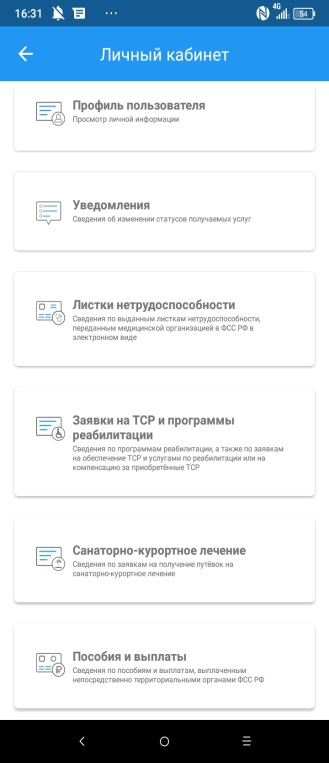 16:31 ... 4G 54
Личный кабинет
Профиль пользователя
Просмотр личной информации
Уведомления
Сведения об изменении статусов получаемых услуг
Листки нетрудоспособности
Сведения по выданным листкам нетрудоспособности,
переданным медицинской организацией в ФСС РФ в
электронном виде
Заявки на ТСР и программы
реабилитации
Сведения по программам реабилитации, а также по заявкам
на обеспечение ТСР и услугами по реабилитации или на
компенсацию за приобретённые ТСР
Санаторно-курортное лечение
Сведения по заявкам на получение путёвок на
санаторно-курортное лечение
Пособия и выплаты
Сведения по пособиям и выплатам, выплаченным
непосредственно территориальными органами ФСС РФ